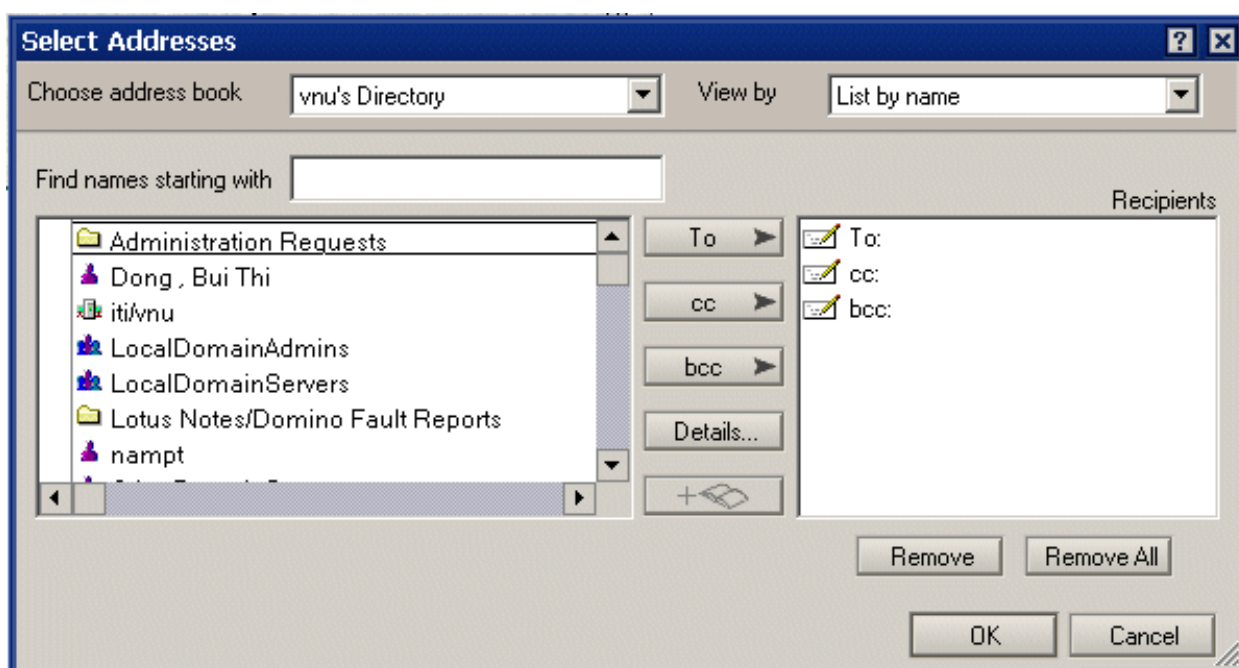 Select Addresses
Choose address book vnu's Directory View by List by name
Find names starting with
Recipients
Administration Requests
Dong , Bui Thi
iti/vnu
LocalDomainAdmins
LocalDomainServers
Lotus Notes/Domino Fault Reports
nampt
To
cc
bcc
Details...
To:
cc:
bcc:
Remove Remove All
OK Cancel